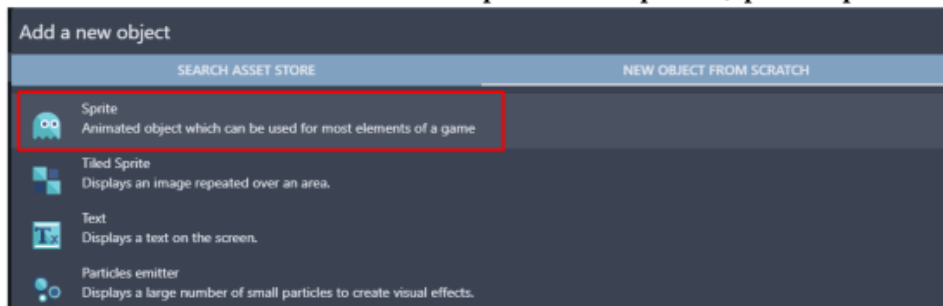 Add a new object
SEARCH ASSET STORE
NEW OBJECT FROM SCRATCH
Sprite
Animated object which can be used for most elements of a game
Tiled Sprite
Displays an image repeated over an area.
Text
Tx
Displays a text on the screen.
Particles emitter
Displays a large number of small particles to create visual effects.